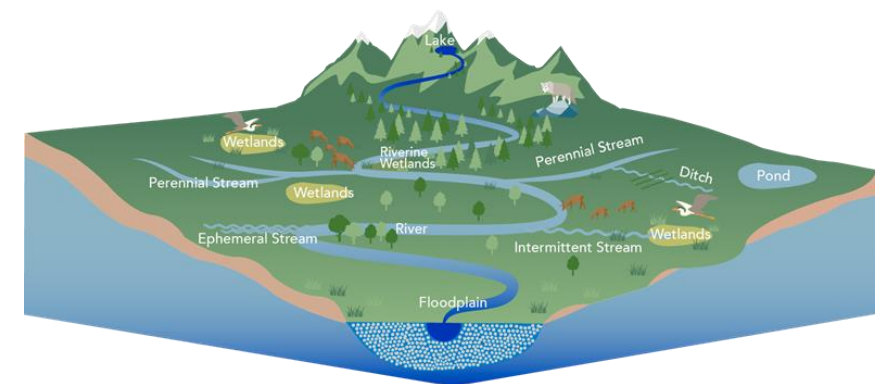 Lake
Wetlands
Riverine
Wetlands
Perennial Stream
Ditch
Pond
Perennial Stream
Wetlands
River
Ephemeral Stream
Intermittent Stream
Wetlands
Floodplain